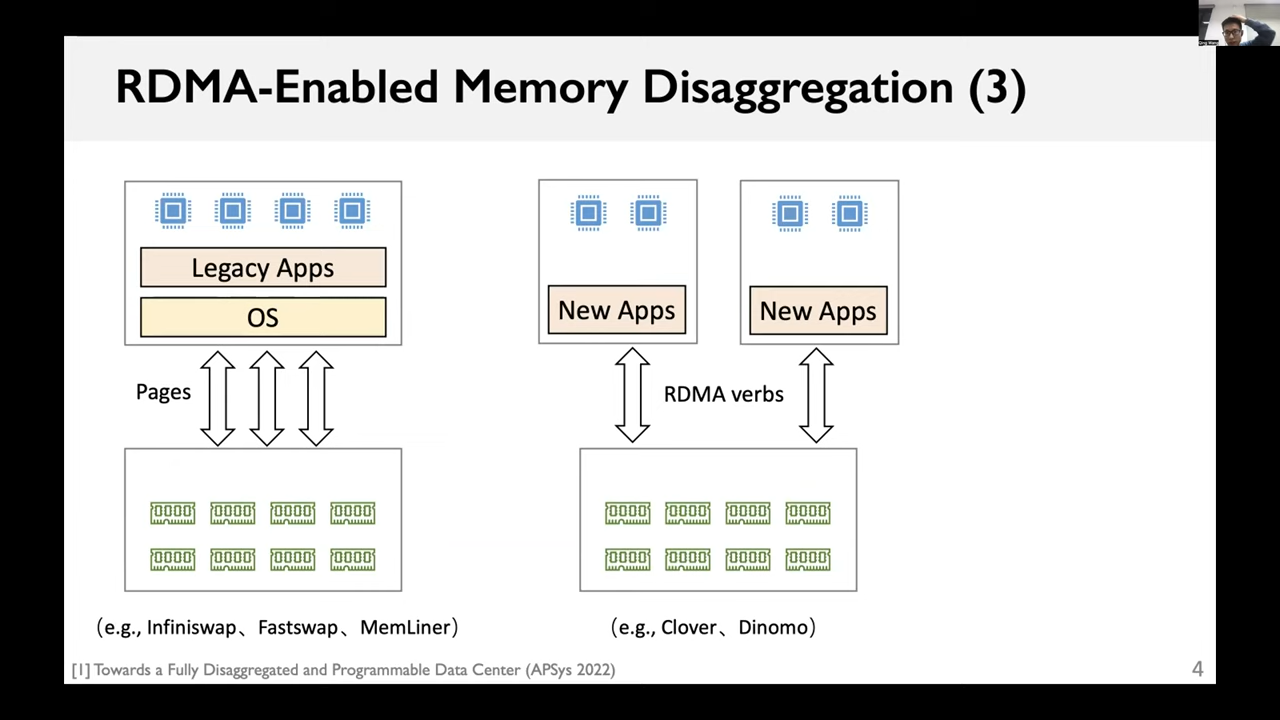 RDMA-Enabled Memory Disaggregation (3)
Legacy Apps
OS
Pages
(e.g., Infiniswap、Fastswap、MemLiner)
New Apps
New Apps
RDMA verbs
(e.g., Clover、Dinomo)
[1] Towards a Fully Disaggregated and Programmable Data Center (APSys 2022)
4